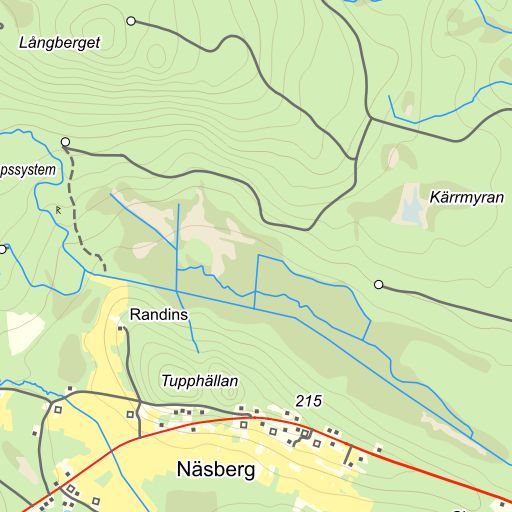 Långberget
pssystem
Kärrmyran
Randins
Tupphällan
215
Näsberg